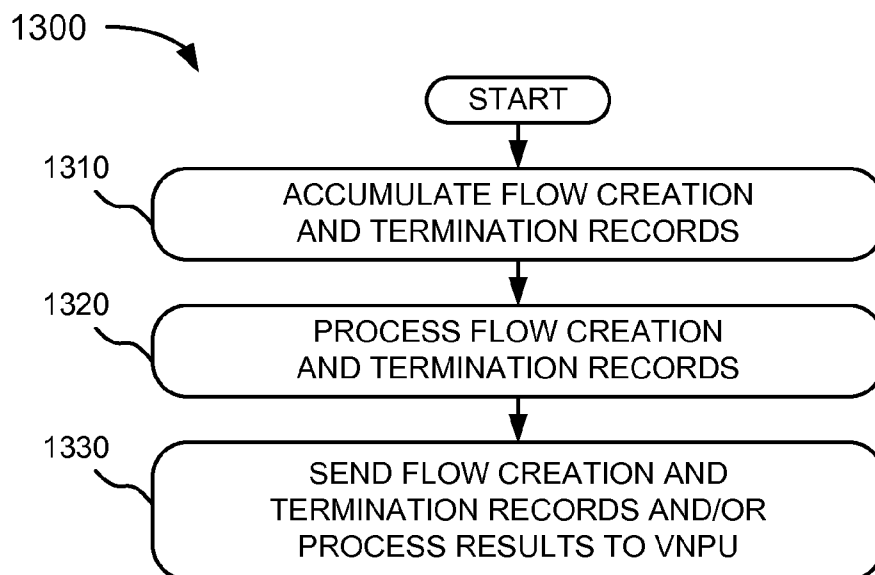 1300
START
1310
ACCUMULATE FLOW CREATION
AND TERMINATION RECORDS
1320
PROCESS FLOW CREATION
AND TERMINATION RECORDS
1330
SEND FLOW CREATION AND
TERMINATION RECORDS AND/OR
PROCESS RESULTS TO VNPU